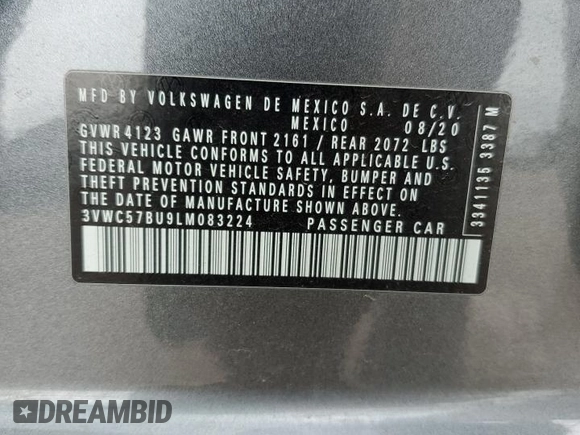 MFD BY VOLKSWAGEN DE MEXICO S.A. DE C.V.
MEXICO 08/20
GVWR 4123 GAWR FRONT 2161 / REAR 2072 LBS
THIS VEHICLE CONFORMS TO ALL APPLICABLE U.S.
FEDERAL MOTOR VEHICLE SAFETY, BUMPER AND
THEFT PREVENTION STANDARDS IN EFFECT ON
THE DATE OF MANUFACTURE SHOWN ABOVE.
3VWC57BU9LM083224 PASSENGER CAR
3341135 3387 M
DREAMBID